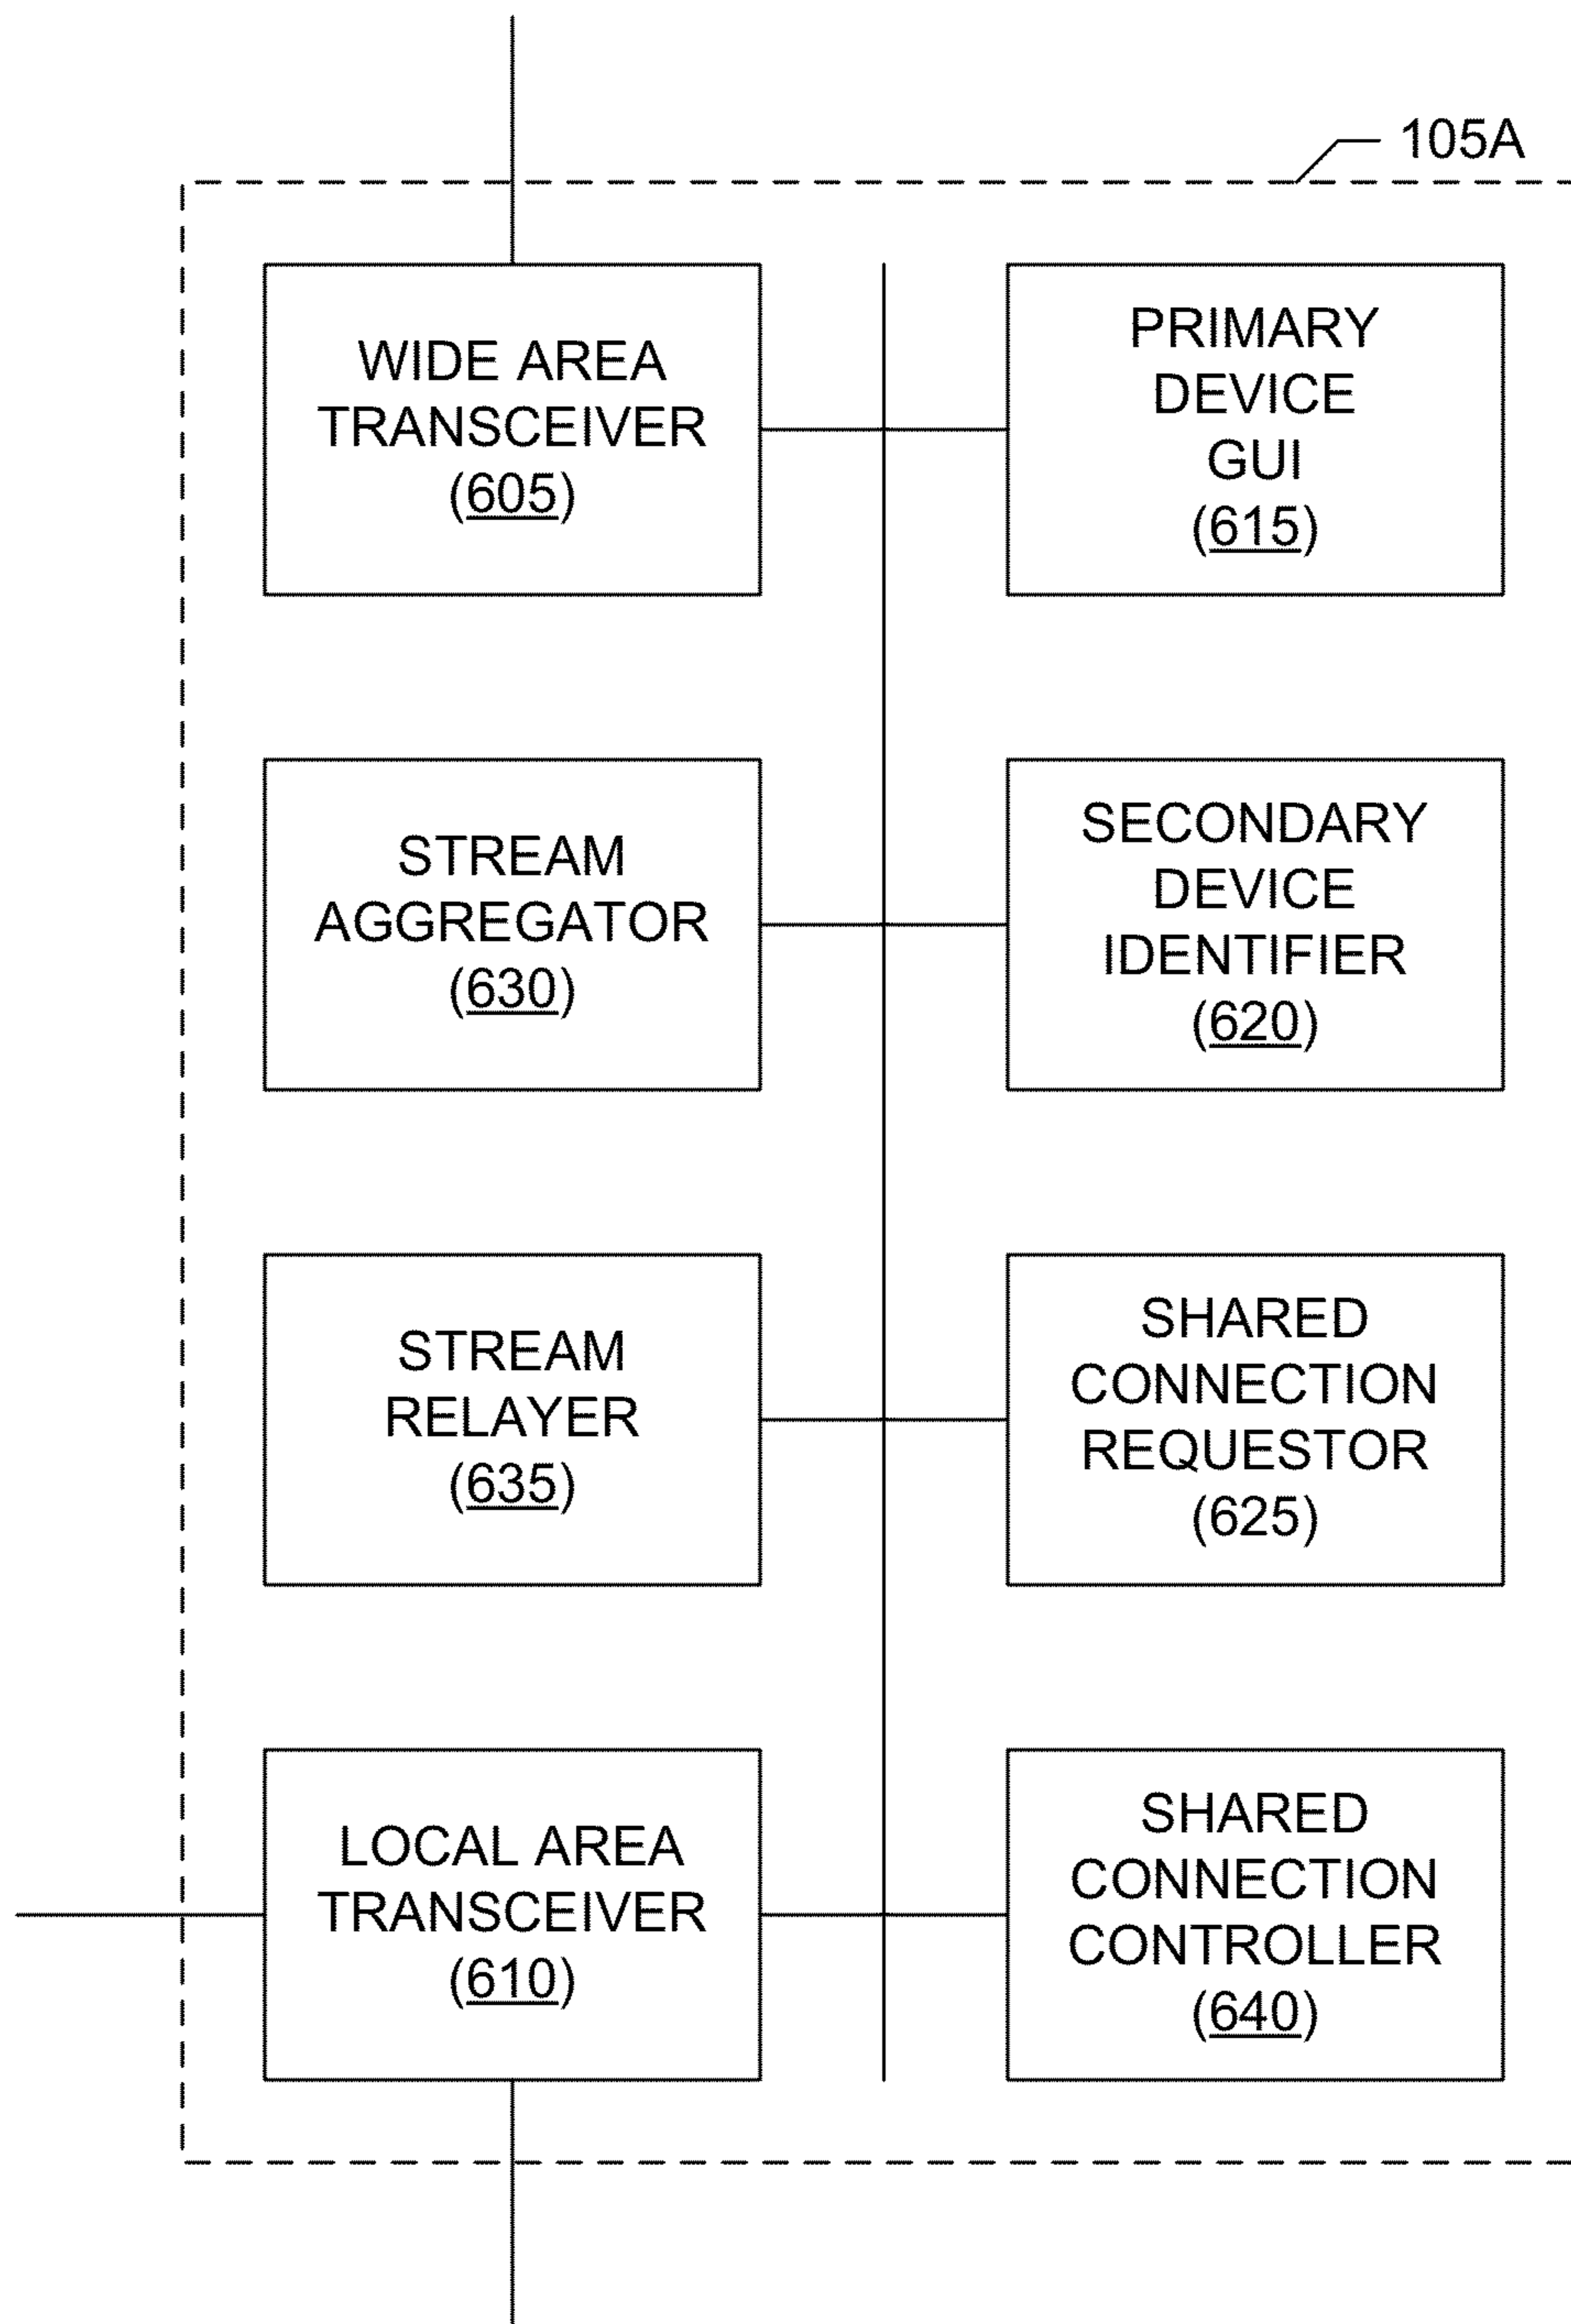 105A
WIDE AREA
TRANSCEIVER
(605)
PRIMARY
DEVICE
GUI
(615)
STREAM
AGGREGATOR
(630)
SECONDARY
DEVICE
IDENTIFIER
(620)
STREAM
RELAYER
(635)
SHARED
CONNECTION
REQUESTOR
(625)
LOCAL AREA
TRANSCEIVER
(610)
SHARED
CONNECTION
CONTROLLER
(640)